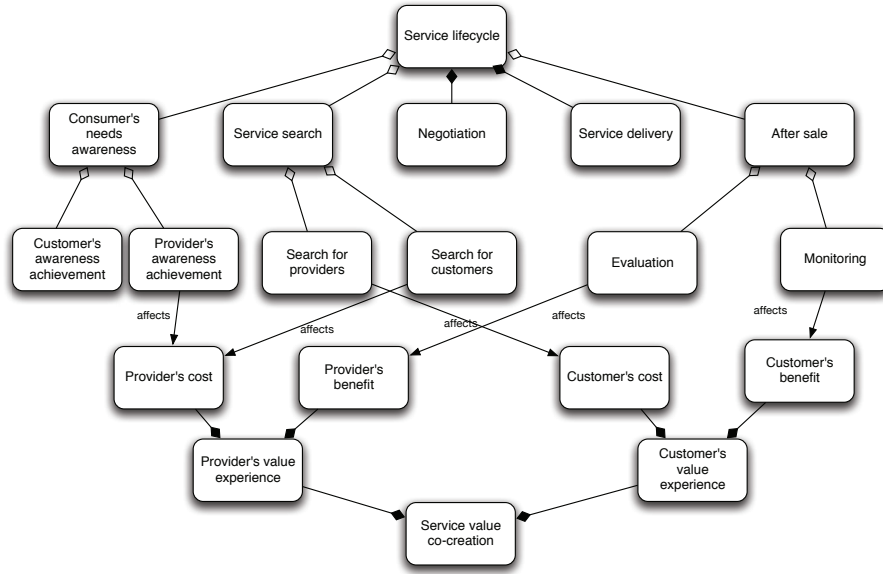 Service lifecycle
Consumer's
needs
awareness
Service search
Negotiation
Service delivery
After sale
Customer's
awareness
achievement
Provider's
awareness
achievement
Search for
providers
Search for
customers
Evaluation
Monitoring
affects
affects
affects
affects
affects
Provider's cost
Provider's
benefit
Customer's cost
Customer's
benefit
Provider's value
experience
Customer's
value
experience
Service value
co-creation